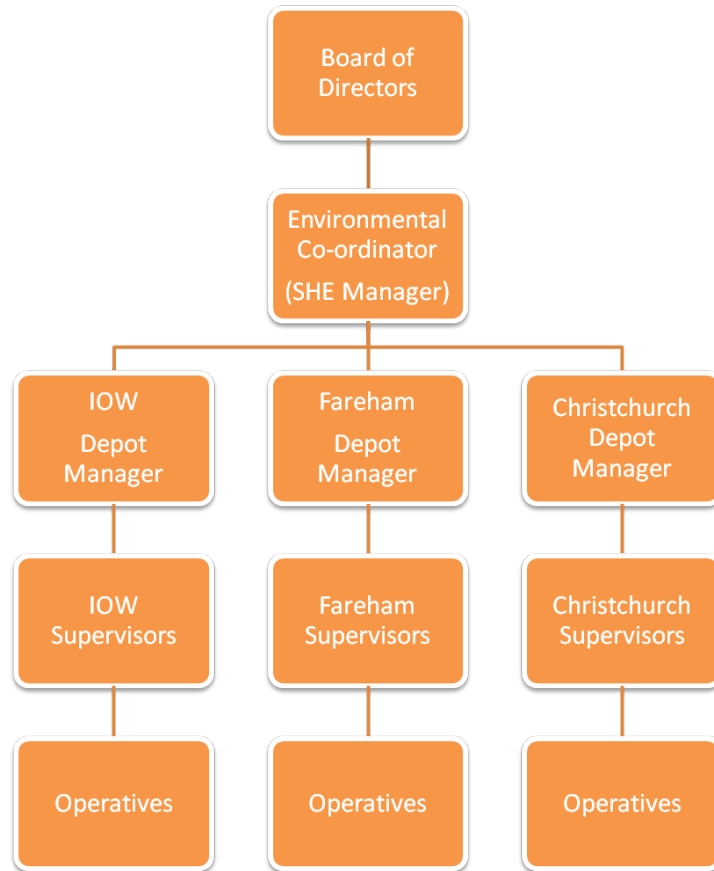 Board of
Directors
Environmental
Co-ordinator
(SHE Manager)
IOW
Depot
Manager
Fareham
Depot
Manager
Christchurch
Depot
Manager
IOW
Supervisors
Fareham
Supervisors
Christchurch
Supervisors
Operatives
Operatives
Operatives